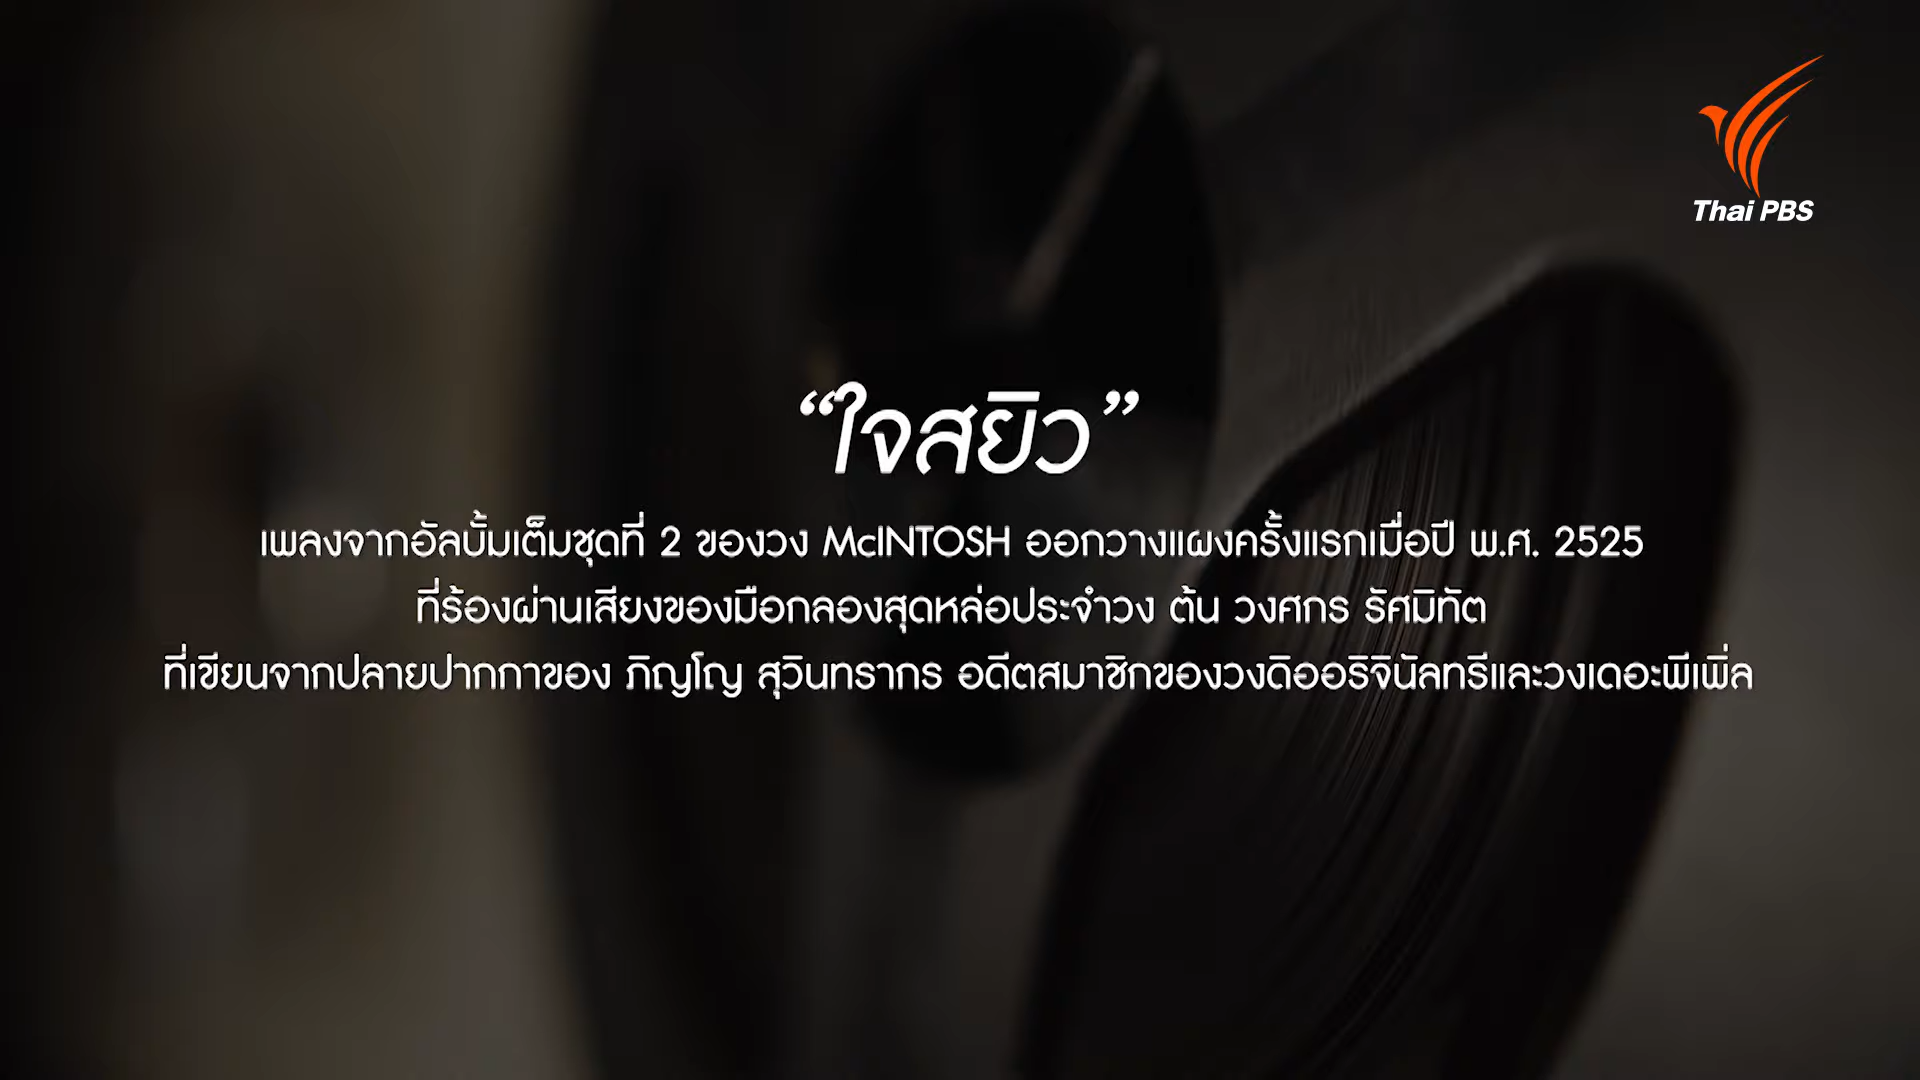 Thai PBS
“ใจสยิว”
เพลงจากอัลบั้มเต็มชุดที่ 2 ของวง McINTOSH ออกวางแผงครั้งแรกเมื่อปี พ.ศ. 2525
ที่ร้องผ่านเสียงของมือกลองสุดหล่อประจำวง ต้น วงศกร รัศมิทัต
ที่เขียนจากปลายปากกาของ ภิญโญ สุวินทรากร อดีตสมาชิกของวงดิออริจินัลทรีและวงเดอะพีเพิ่ล